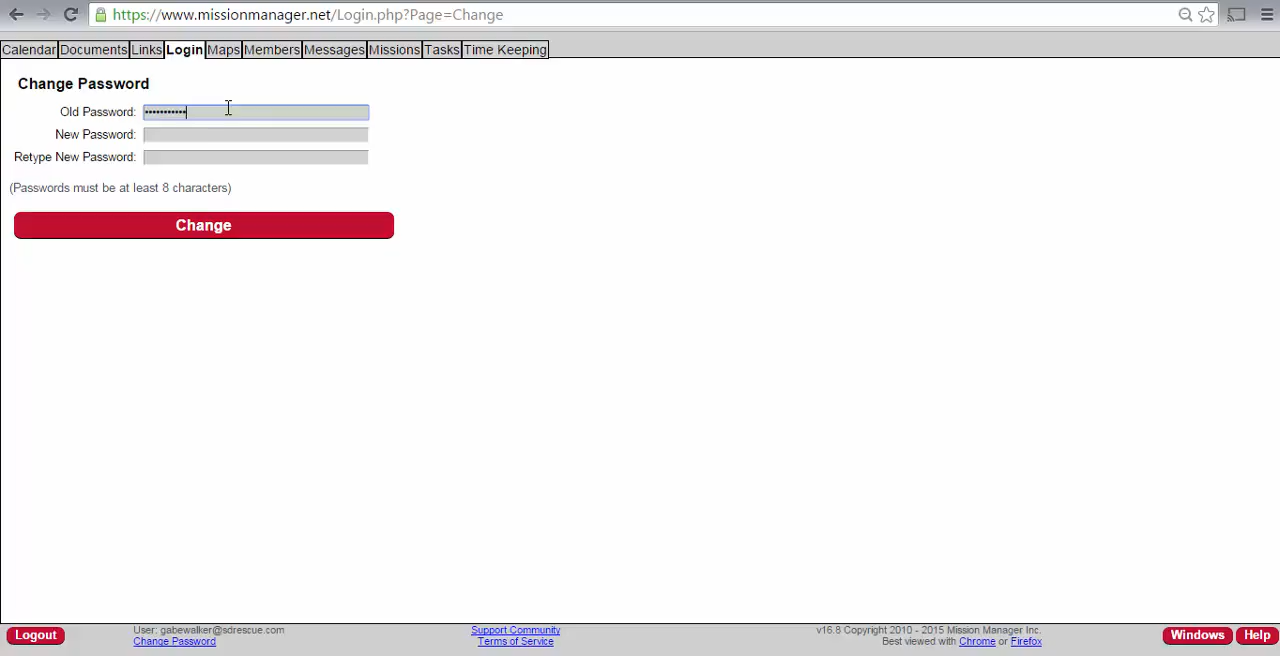 https://www.missionmanager.net/Login.php?Page=Change
Calendar Documents Links Login Maps Members Messages Missions Tasks Time Keeping
Change Password
Old Password: •••••••••••
New Password:
Retype New Password:
(Passwords must be at least 8 characters)
Change
Logout
User: gabewalker@sdrescue.com
Change Password
Support Community
Terms of Service
v16.8 Copyright 2010 - 2015 Mission Manager Inc.
Best viewed with Chrome or Firefox
Windows
Help